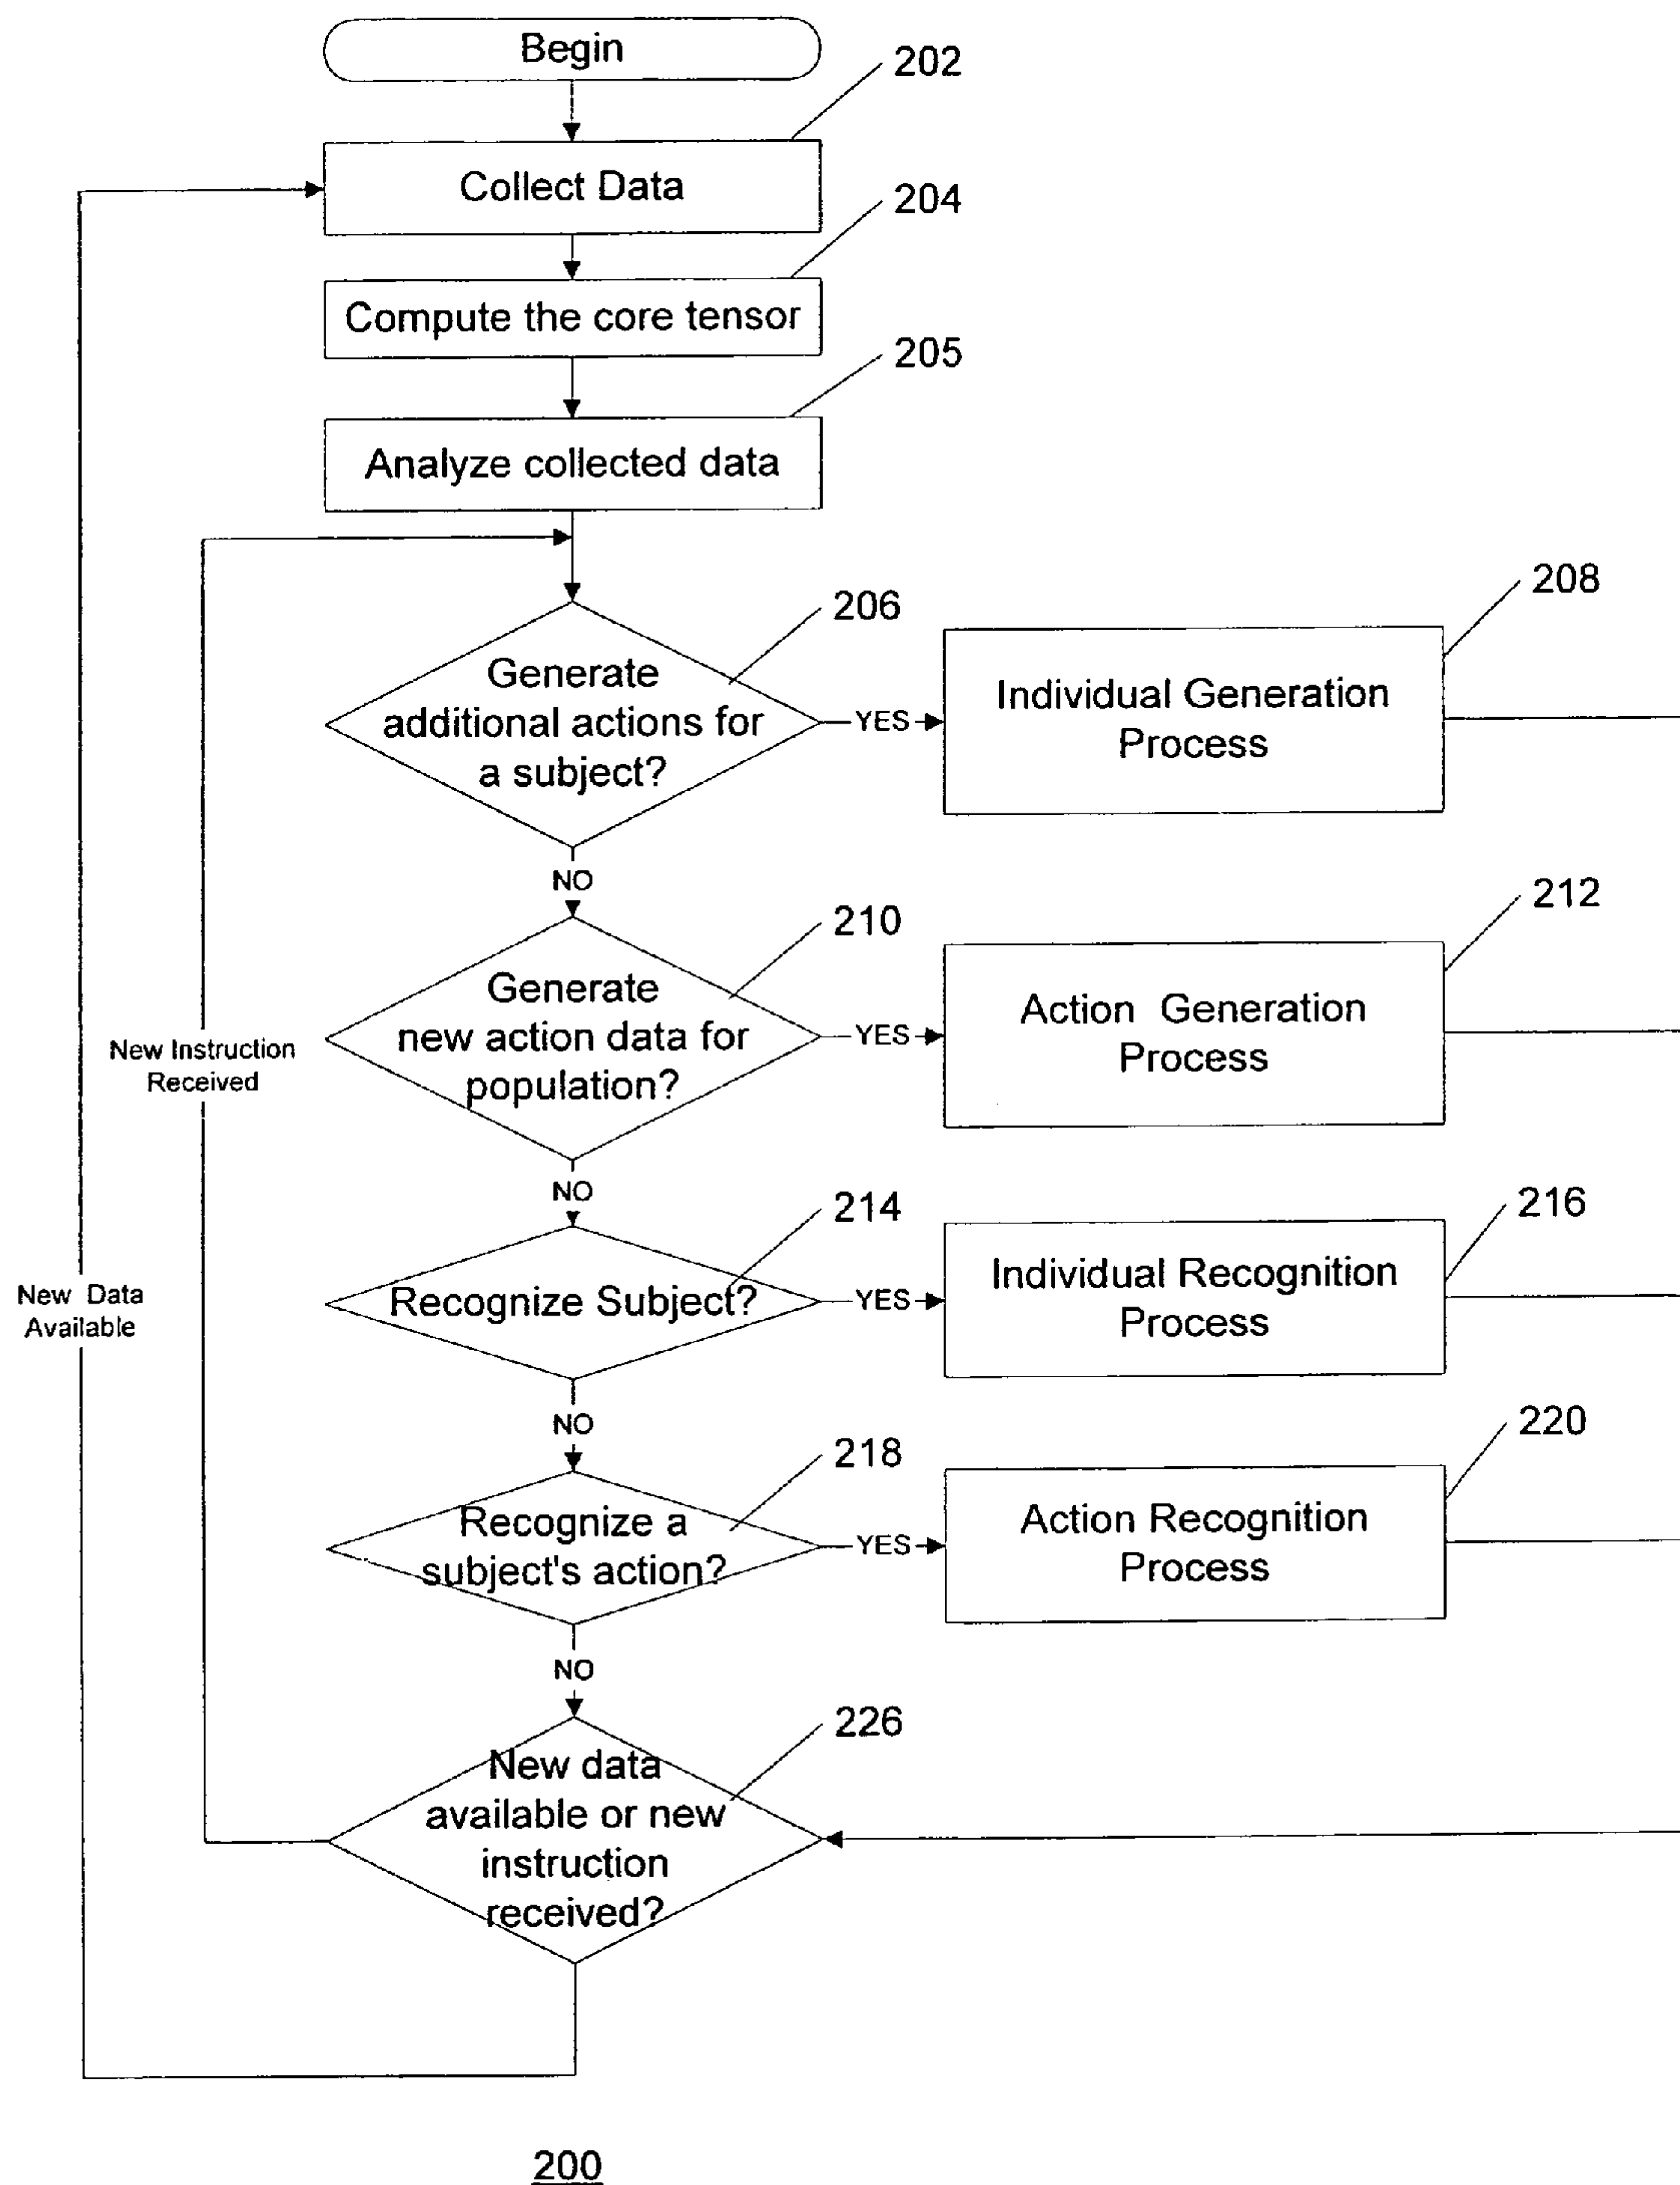 Begin
202
Collect Data
204
Compute the core tensor
205
Analyze collected data
206
Generate
additional actions for
a subject?
YES
208
Individual Generation
Process
NO
210
Generate
new action data for
population?
YES
212
Action Generation
Process
New Instruction
Received
NO
214
Recognize Subject?
YES
216
Individual Recognition
Process
New Data
Available
NO
218
Recognize a
subject's action?
YES
220
Action Recognition
Process
NO
226
New data
available or new
instruction
received?
200